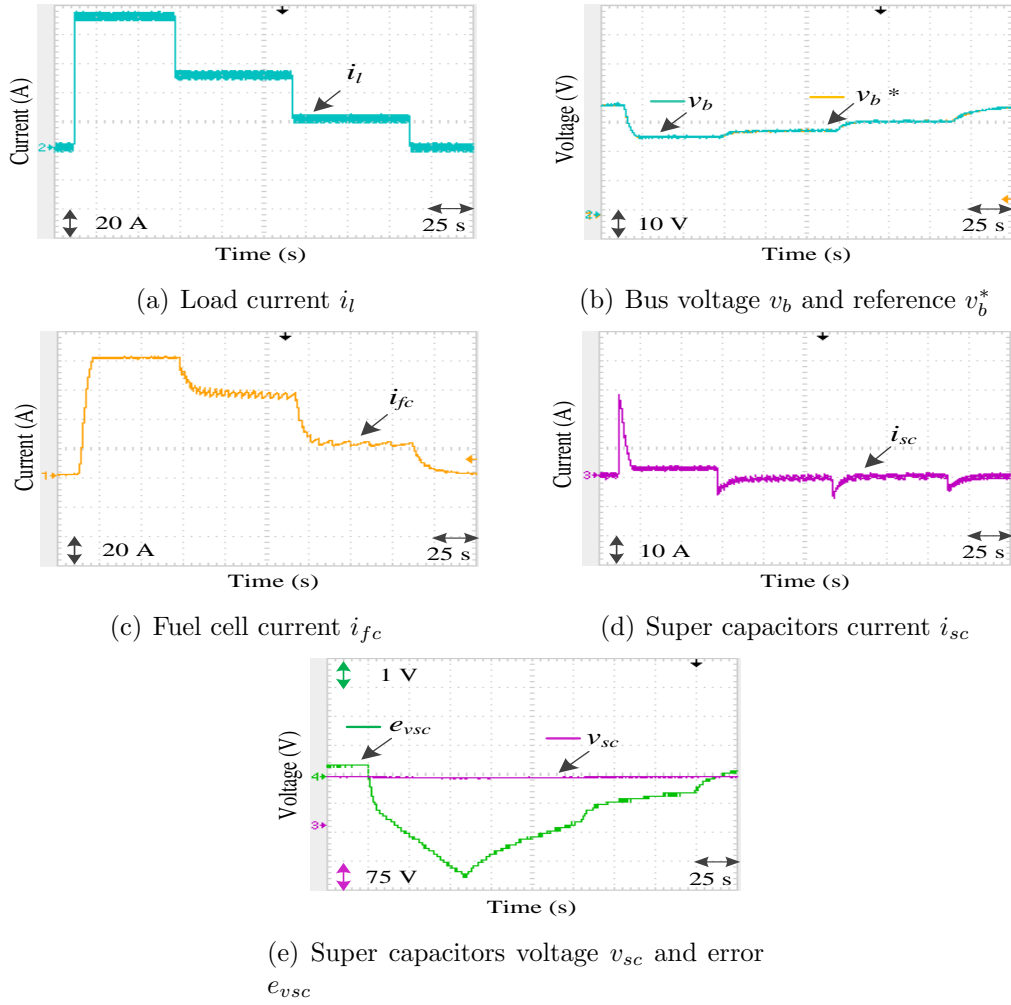 Current (A)
i_l
2
20 A
25 s
Time (s)
(a) Load current i_l
Voltage (V)
v_b
v_b*
10 V
25 s
Time (s)
(b) Bus voltage v_b and reference v_b^*
Current (A)
i_fc
1
20 A
25 s
Time (s)
(c) Fuel cell current i_fc
Current (A)
i_sc
3
10 A
25 s
Time (s)
(d) Super capacitors current i_sc
Voltage (V)
1 V
e_vsc
v_sc
4
3
75 V
25 s
Time (s)
(e) Super capacitors voltage v_sc and error
e_vsc